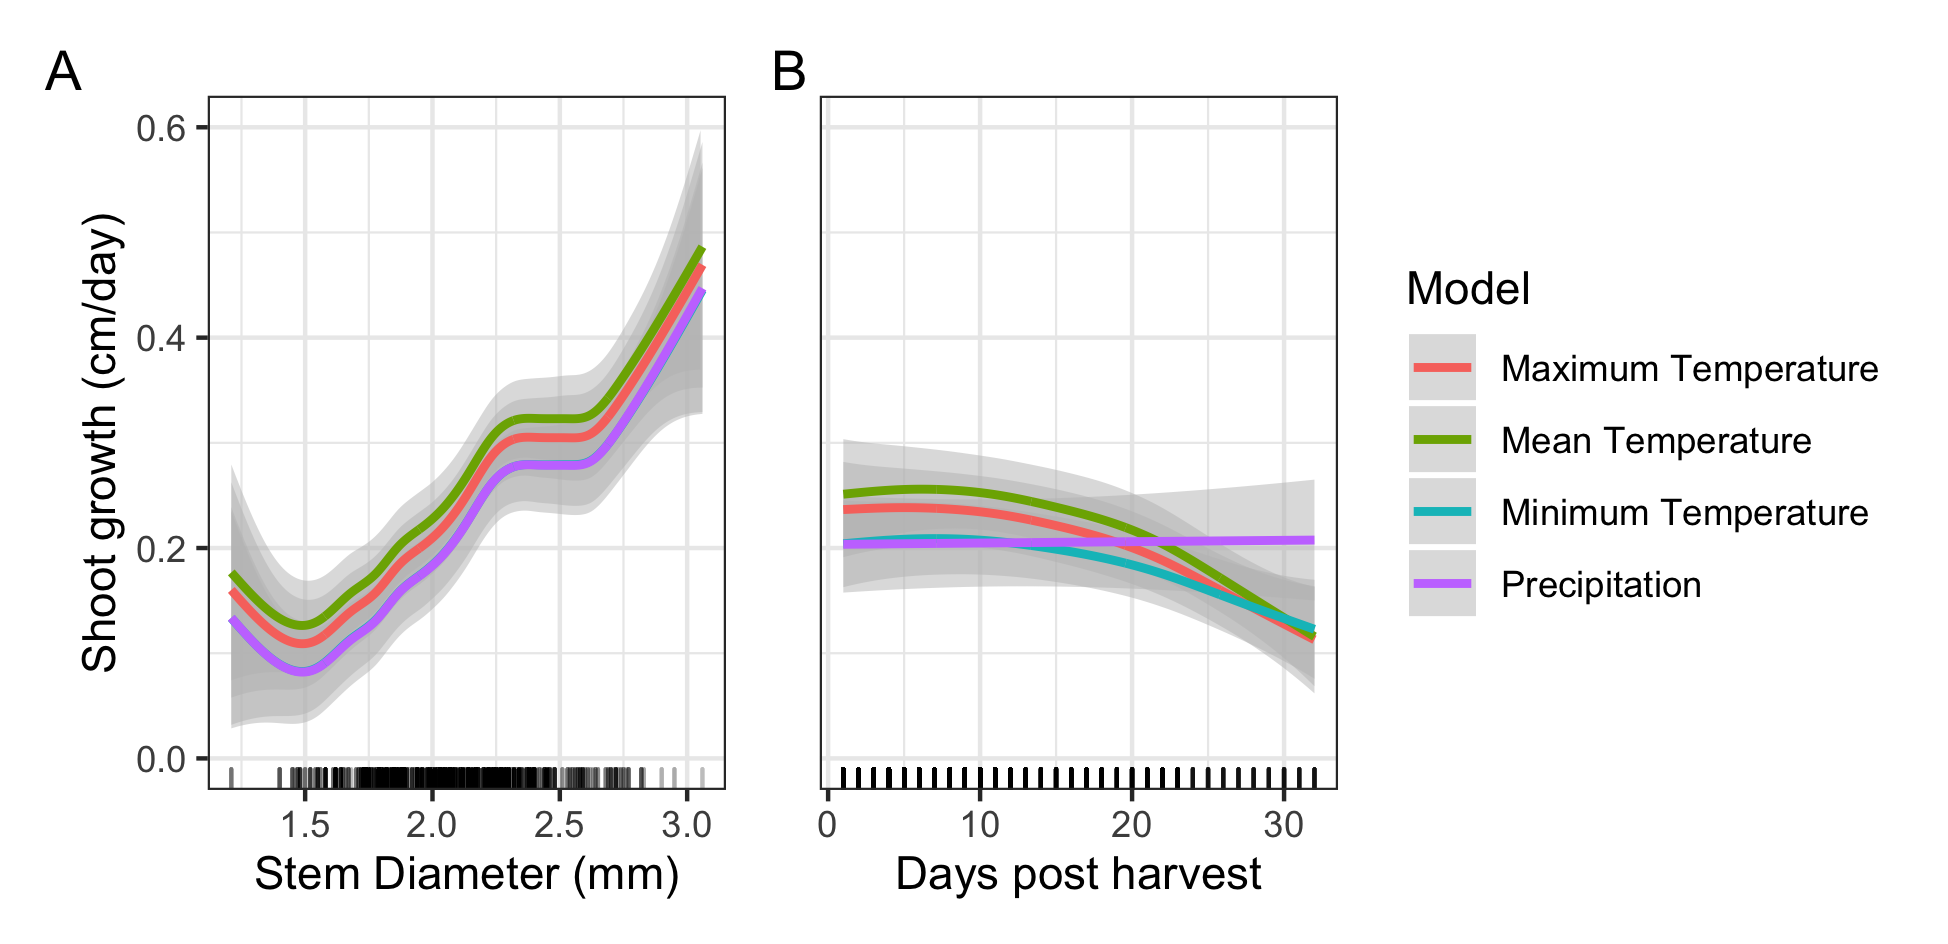 A
B
0.6
0.4
0.2
0.0
Shoot growth (cm/day)
1.5 2.0 2.5 3.0
Stem Diameter (mm)
0 10 20 30
Days post harvest
Model
Maximum Temperature
Mean Temperature
Minimum Temperature
Precipitation